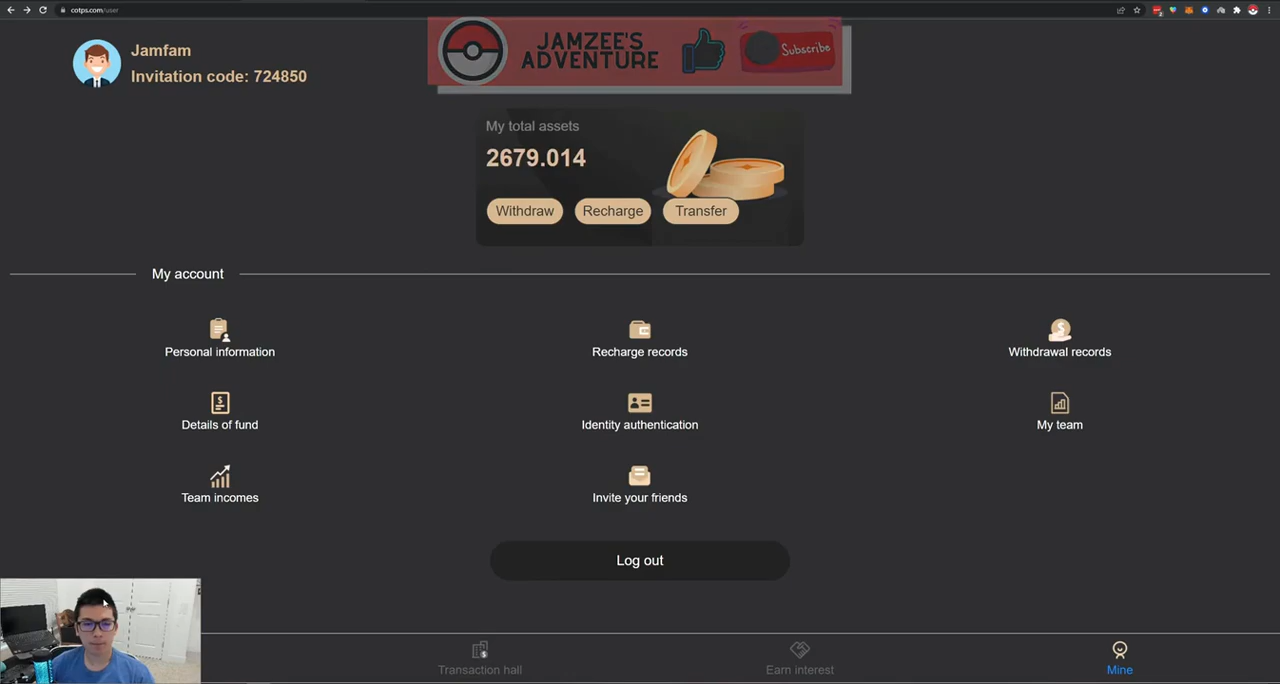 cotps.com/user
Jamfam
Invitation code: 724850
JAMZEE'S
ADVENTURE
Subscribe
My total assets
2679.014
Withdraw
Recharge
Transfer
My account
Personal information
Recharge records
Withdrawal records
Details of fund
Identity authentication
My team
Team incomes
Invite your friends
Log out
Transaction hall
Earn interest
Mine